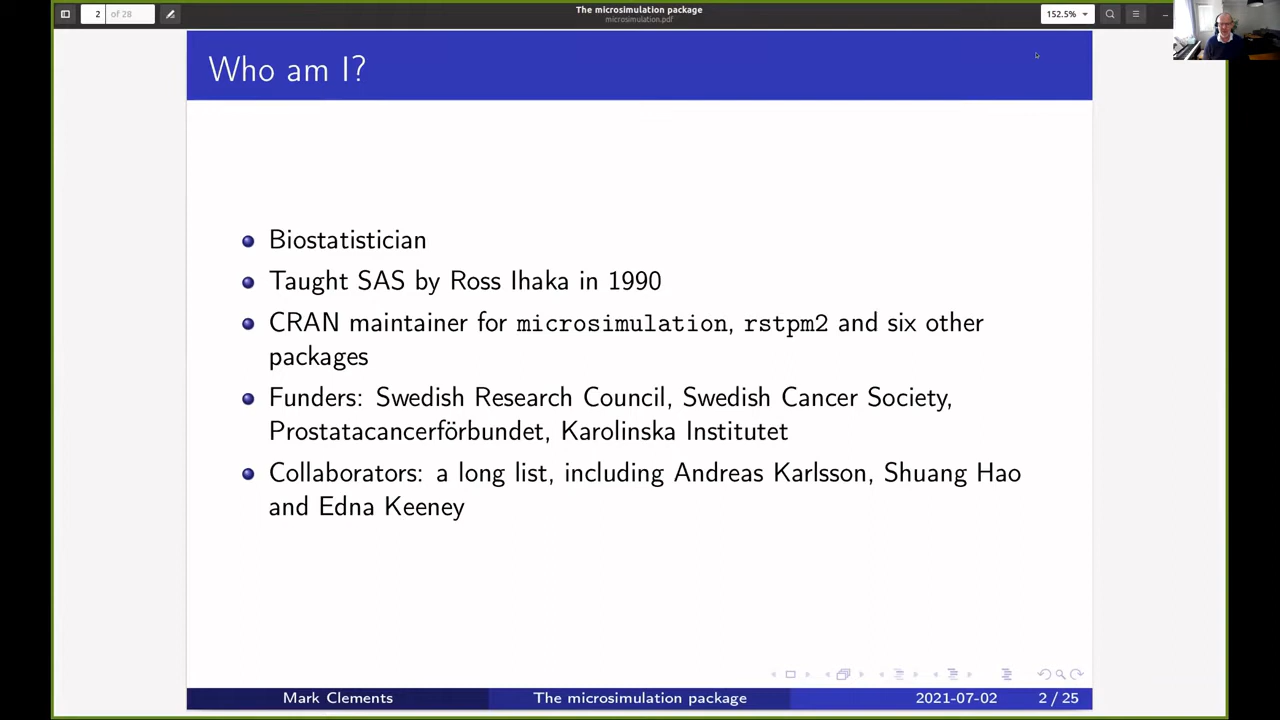 The microsimulation package
microsimulation.pdf
2 of 28
152.5%
Who am I?
Biostatistician
Taught SAS by Ross Ihaka in 1990
CRAN maintainer for microsimulation, rstpm2 and six other
packages
Funders: Swedish Research Council, Swedish Cancer Society,
Prostatacancerförbundet, Karolinska Institutet
Collaborators: a long list, including Andreas Karlsson, Shuang Hao
and Edna Keeney
Mark Clements The microsimulation package 2021-07-02 2 / 25